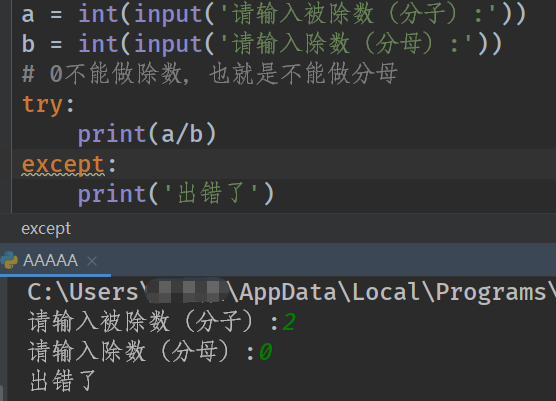 a = int(input('请输入被除数（分子）:'))
b = int(input('请输入除数（分母）:'))
# 0不能做除数，也就是不能做分母
try:
    print(a/b)
except:
    print('出错了')
except
AAAAA
C:\Users\ \AppData\Local\Programs\
请输入被除数（分子）:2
请输入除数（分母）:0
出错了